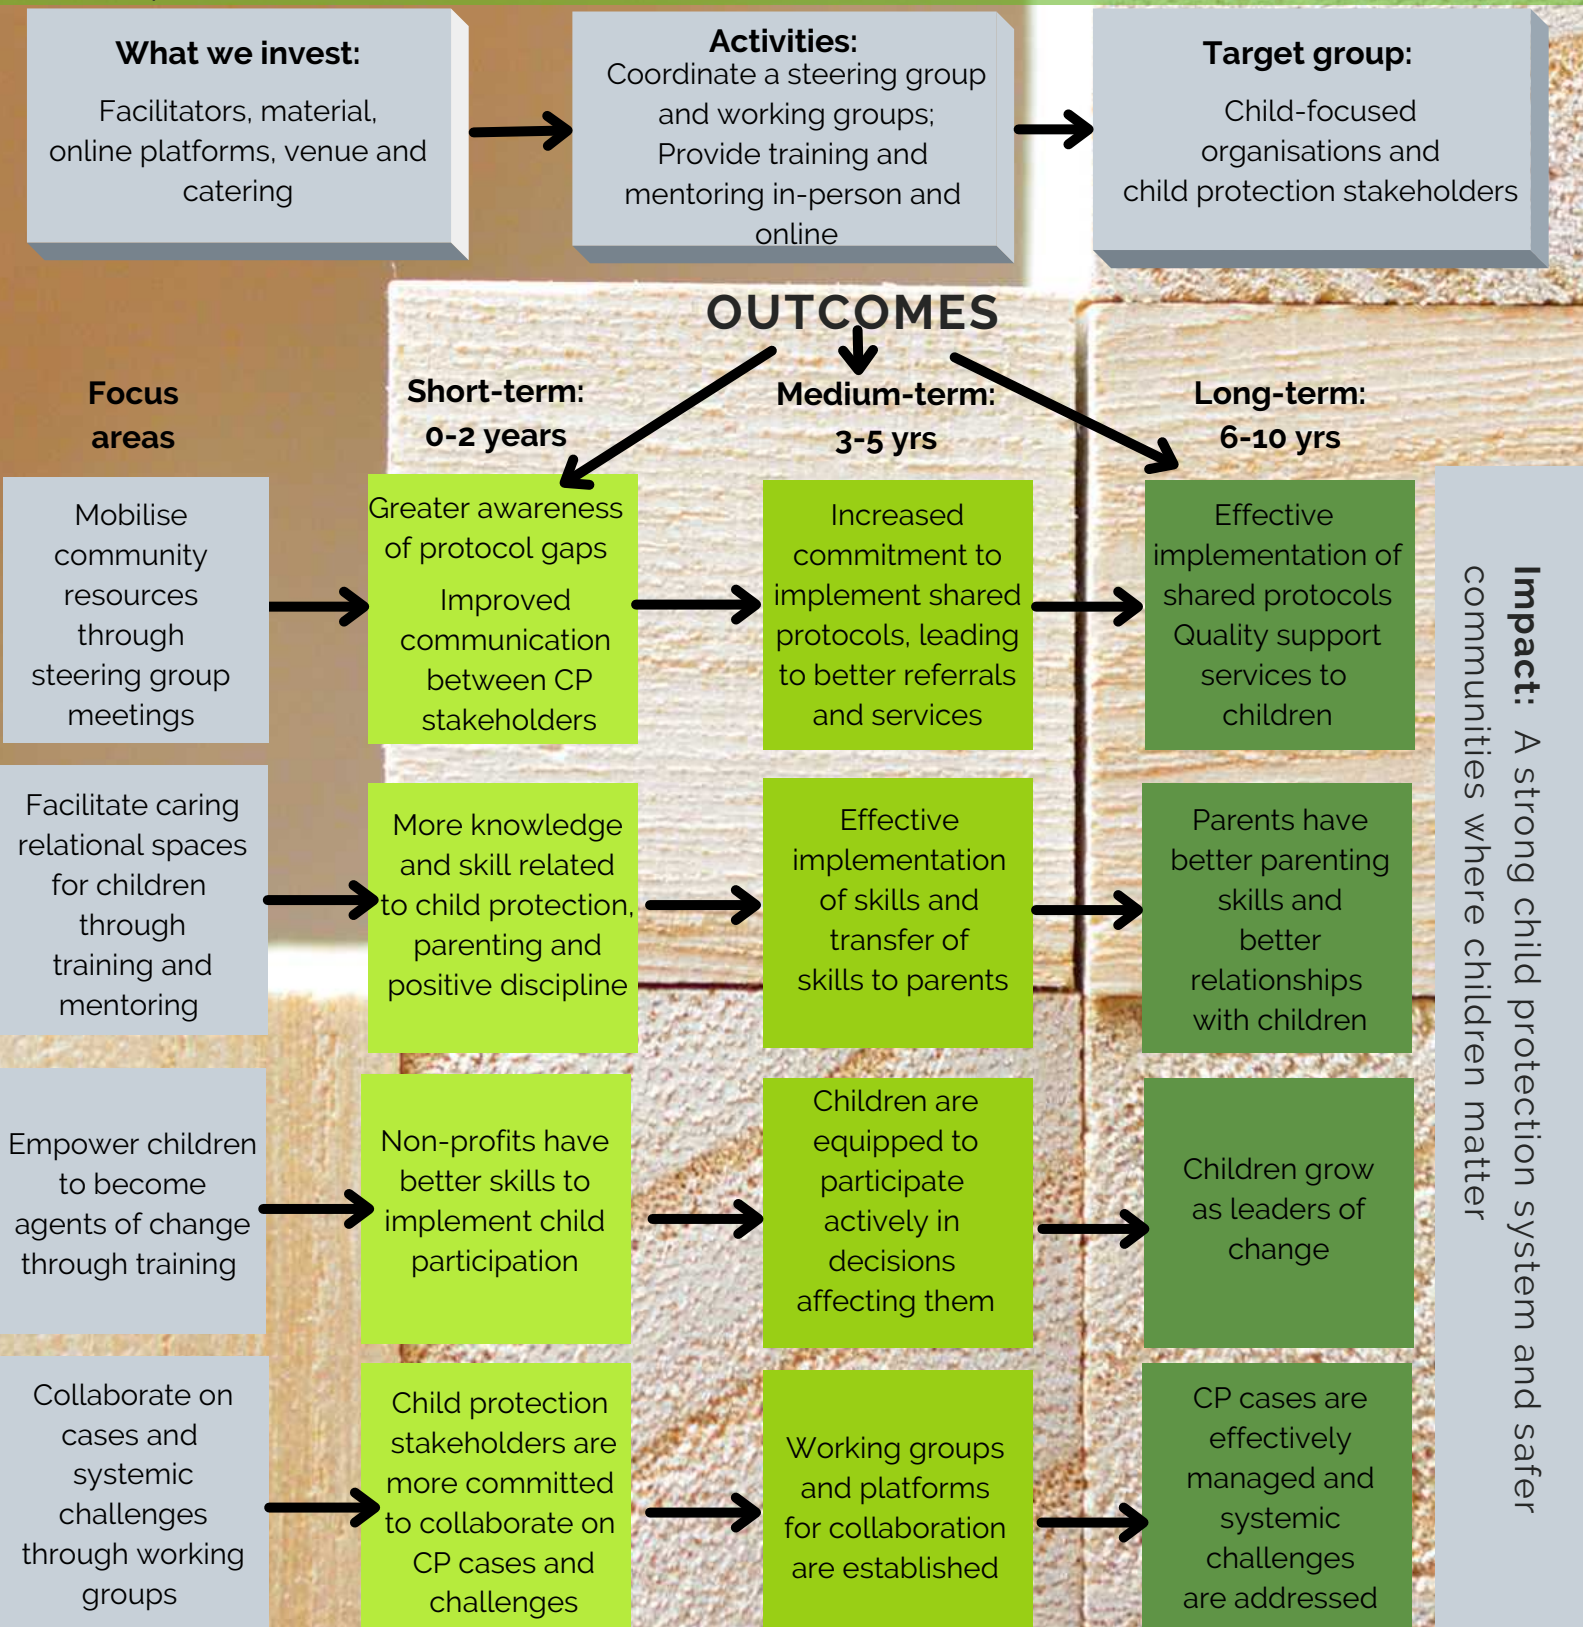 What we invest:
Facilitators, material,
online platforms, venue and
catering
Activities:
Coordinate a steering group
and working groups;
Provide training and
mentoring in-person and
online
Target group:
Child-focused
organisations and
child protection stakeholders
OUTCOMES
Focus
areas
Short-term:
0-2 years
Medium-term:
3-5 yrs
Long-term:
6-10 yrs
Mobilise
community
resources
through
steering group
meetings
Greater awareness
of protocol gaps
Improved
communication
between CP
stakeholders
Increased
commitment to
implement shared
protocols, leading
to better referrals
and services
Effective
implementation of
shared protocols
Quality support
services to
children
Facilitate caring
relational spaces
for children
through
training and
mentoring
More knowledge
and skill related
to child protection,
parenting and
positive discipline
Effective
implementation
of skills and
transfer of
skills to parents
Parents have
better parenting
skills and
better
relationships
with children
Empower children
to become
agents of change
through training
Non-profits have
better skills to
implement child
participation
Children are
equipped to
participate
actively in
decisions
affecting them
Children grow
as leaders of
change
Collaborate on
cases and
systemic
challenges
through working
groups
Child protection
stakeholders are
more committed
to collaborate on
CP cases and
challenges
Working groups
and platforms
for collaboration
are established
CP cases are
effectively
managed and
systemic
challenges
are addressed
Impact: A strong child protection system and safer
communities where children matter